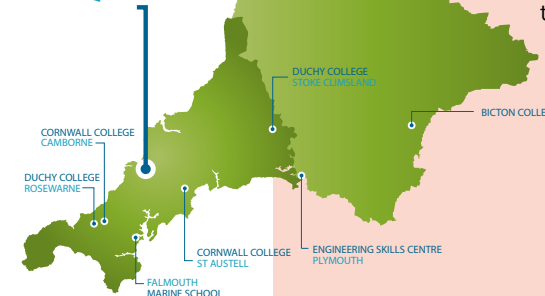 t
DUCHY COLLEGE
STOKE CLIMSLAND
BICTON COLLE
CORNWALL COLLEGE
CAMBORNE
DUCHY COLLEGE
ROSEWARNE
CORNWALL COLLEGE
ST AUSTELL
ENGINEERING SKILLS CENTRE
PLYMOUTH
FALMOUTH
MARINE SCHOOL